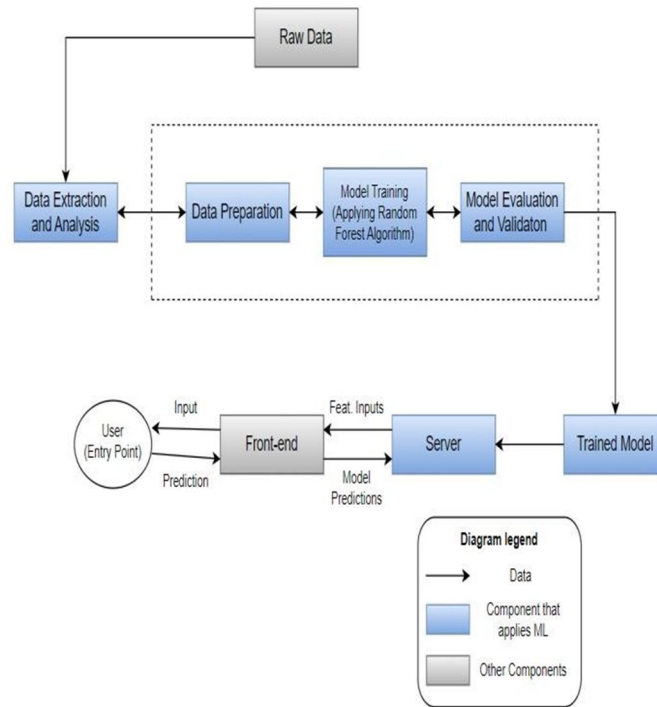 Raw Data
Data Extraction
and Analysis
Data Preparation
Model Training
(Applying Random
Forest Algorithm)
Model Evaluation
and Validaton
User
(Entry Point)
Input
Prediction
Front-end
Feat. Inputs
Model
Predictions
Server
Trained Model
Diagram legend
Data
Component that
applies ML
Other Components